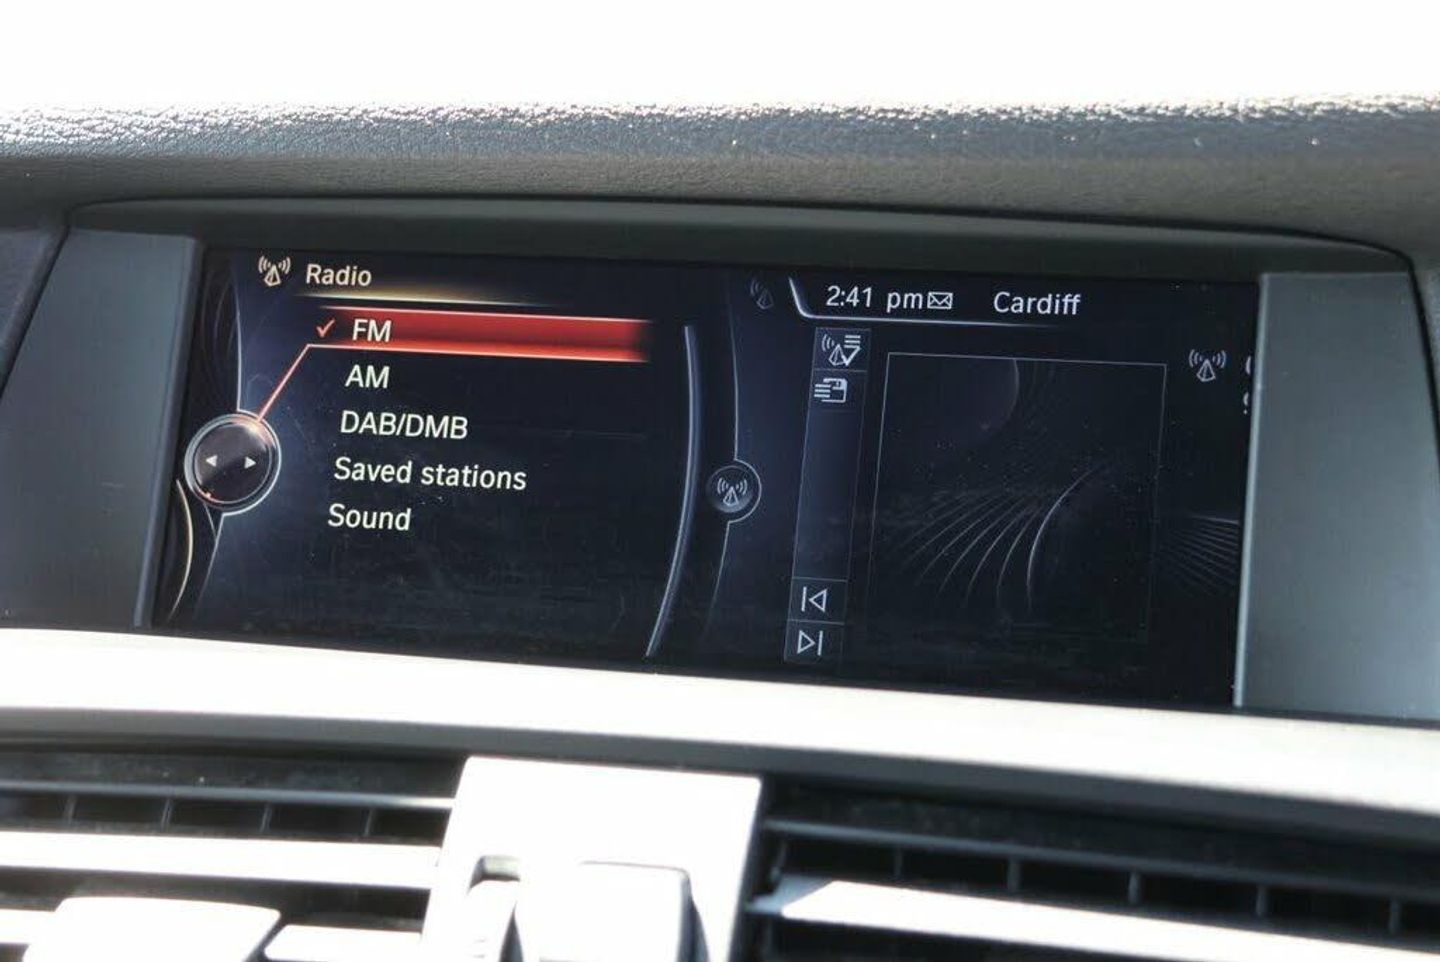 Radio
FM
AM
DAB/DMB
Saved stations
Sound
2:41 pm Cardiff